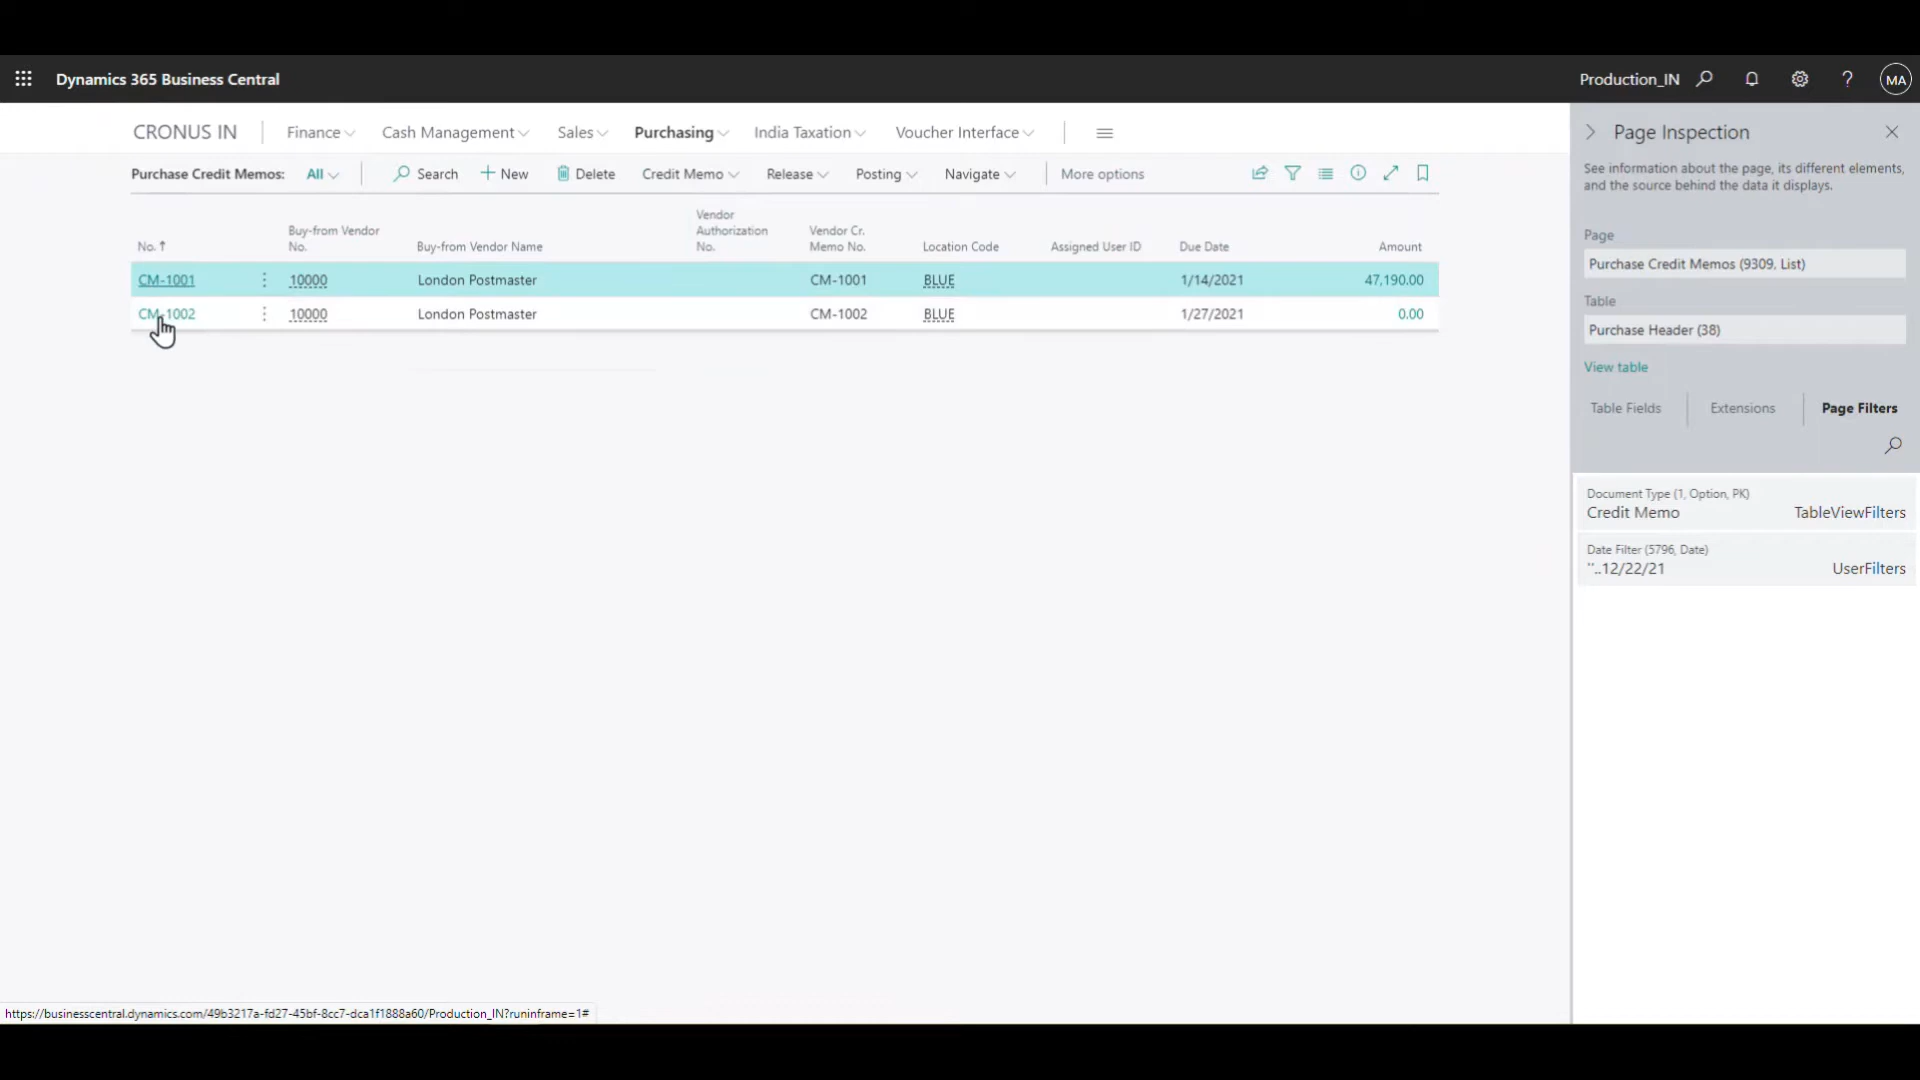 Dynamics 365 Business Central
Production_IN
MA
CRONUS IN
Finance
Cash Management
Sales
Purchasing
India Taxation
Voucher Interface
Purchase Credit Memos:
All
Search
New
Delete
Credit Memo
Release
Posting
Navigate
More options
No. ↑
Buy-from Vendor
No.
Buy-from Vendor Name
Vendor
Authorization
No.
Vendor Cr.
Memo No.
Location Code
Assigned User ID
Due Date
Amount
CM-1001 10000 London Postmaster CM-1001 BLUE 1/14/2021 47,190.00
CM-1002 10000 London Postmaster CM-1002 BLUE 1/27/2021 0.00
Page Inspection
See information about the page, its different elements,
and the source behind the data it displays.
Page
Purchase Credit Memos (9309, List)
Table
Purchase Header (38)
View table
Table Fields
Extensions
Page Filters
Document Type (1, Option, PK)
Credit Memo TableViewFilters
Date Filter (5796, Date)
''..12/22/21 UserFilters
https://businesscentral.dynamics.com/49b3217a-fd27-45bf-8cc7-dca1f1888a60/Production_IN?runinframe=1#